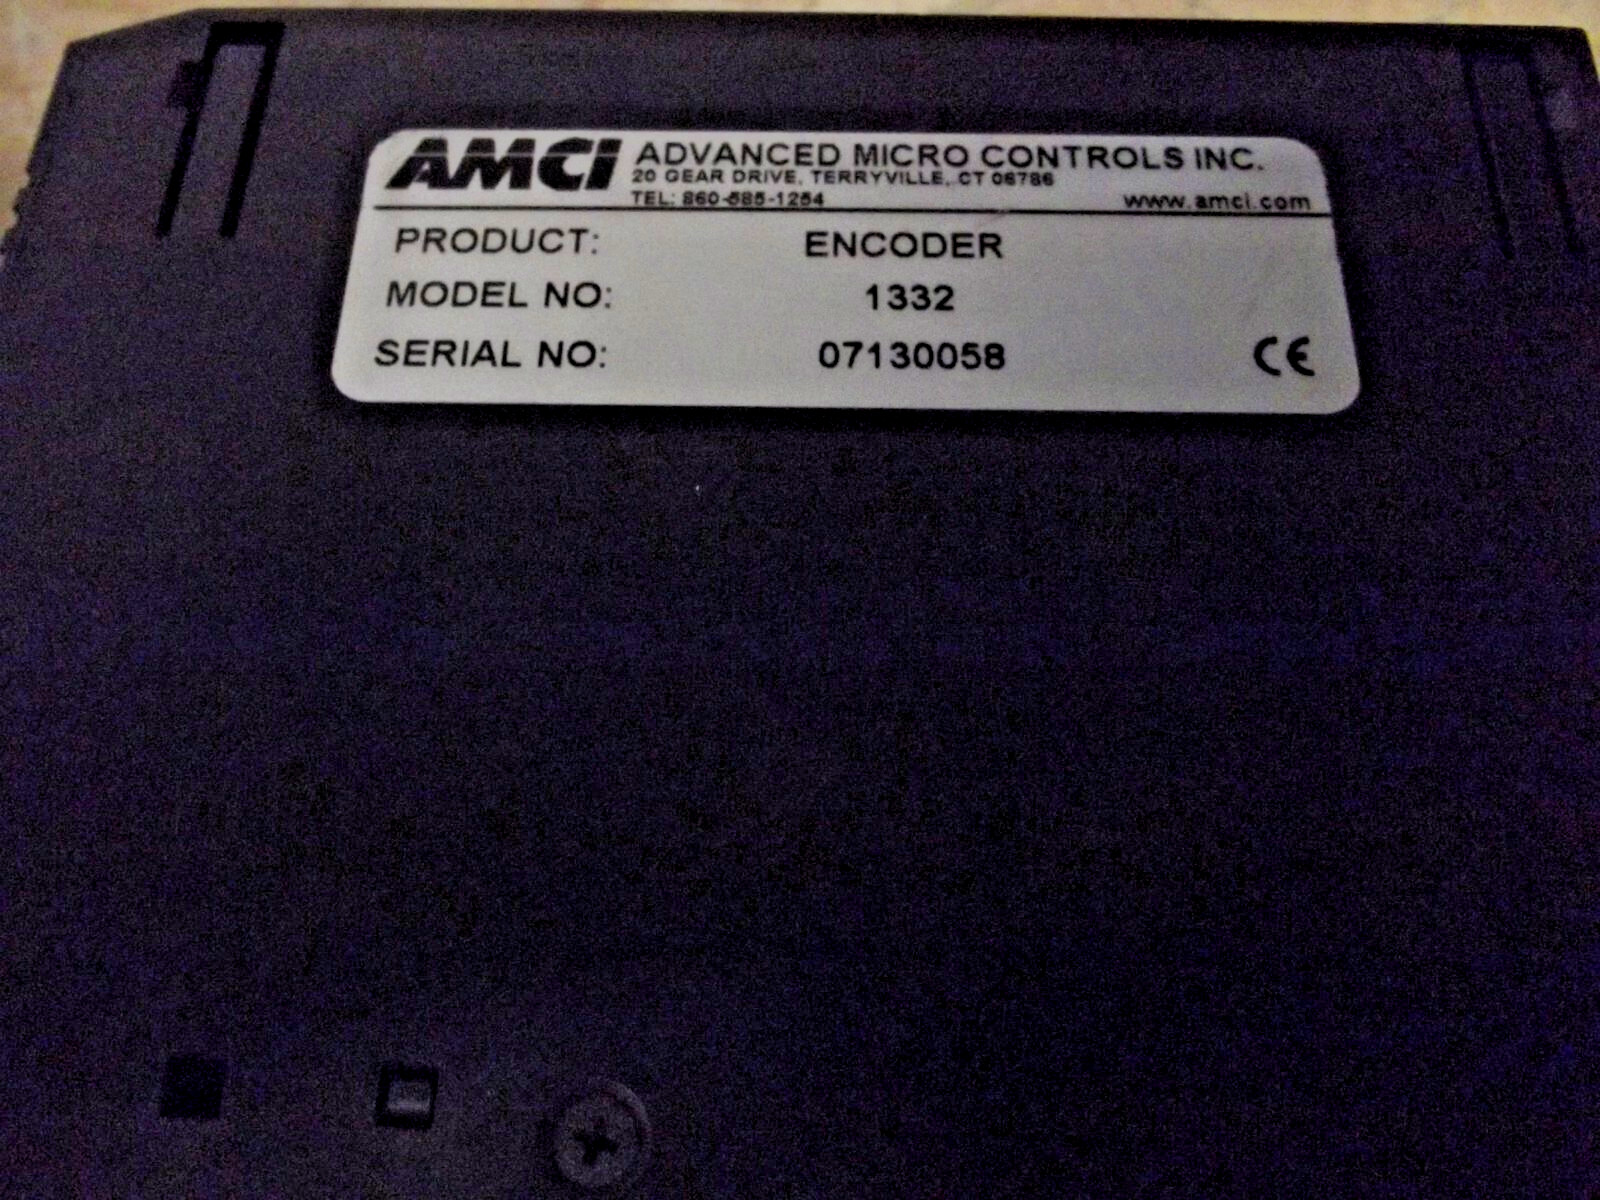 AMCI ADVANCED MICRO CONTROLS INC.
20 GEAR DRIVE, TERRYVILLE, CT 06786
TEL: 860-585-1254 www.amci.com
PRODUCT: ENCODER
MODEL NO: 1332
SERIAL NO: 07130058 CE